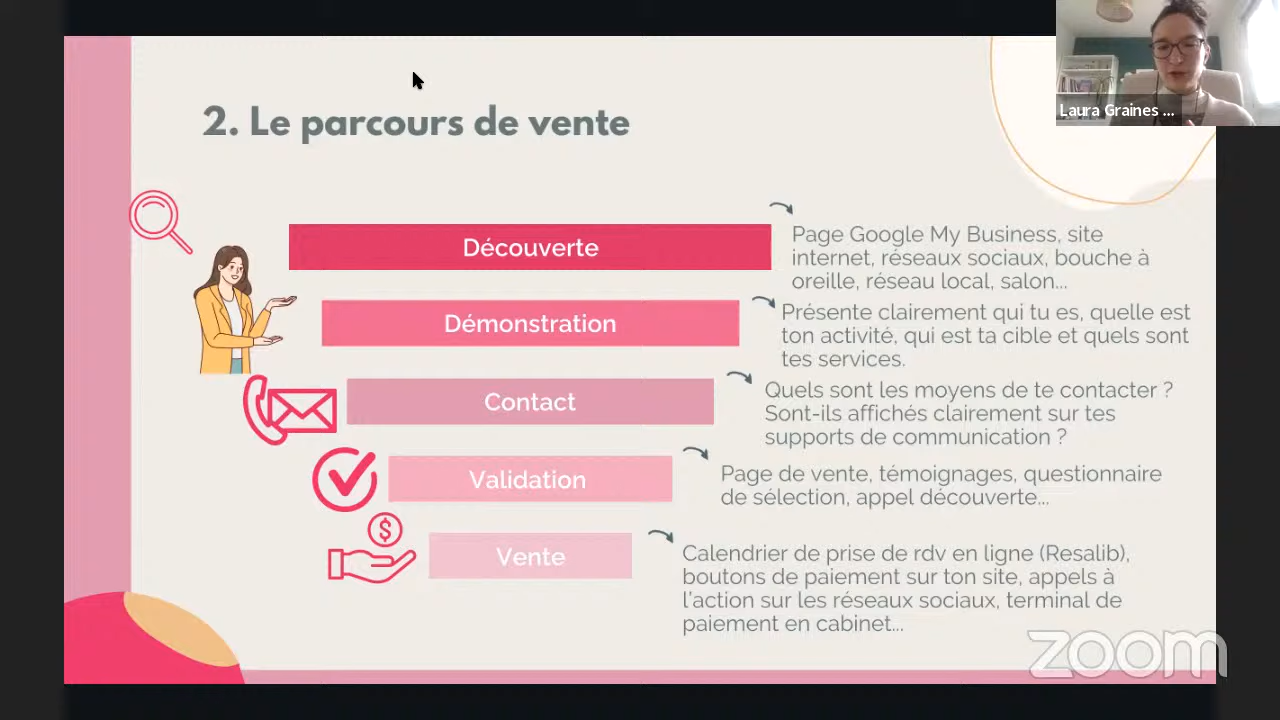 Laura Graines ...
2. Le parcours de vente
Découverte
Page Google My Business, site
internet, réseaux sociaux, bouche à
oreille, réseau local, salon...
Démonstration
Présente clairement qui tu es, quelle est
ton activité, qui est ta cible et quels sont
tes services.
Contact
Quels sont les moyens de te contacter ?
Sont-ils affichés clairement sur tes
supports de communication ?
Validation
Page de vente, témoignages, questionnaire
de sélection, appel découverte...
$
Vente
Calendrier de prise de rdv en ligne (Resalib),
boutons de paiement sur ton site, appels à
l'action sur les réseaux sociaux, terminal de
paiement en cabinet...
zoom